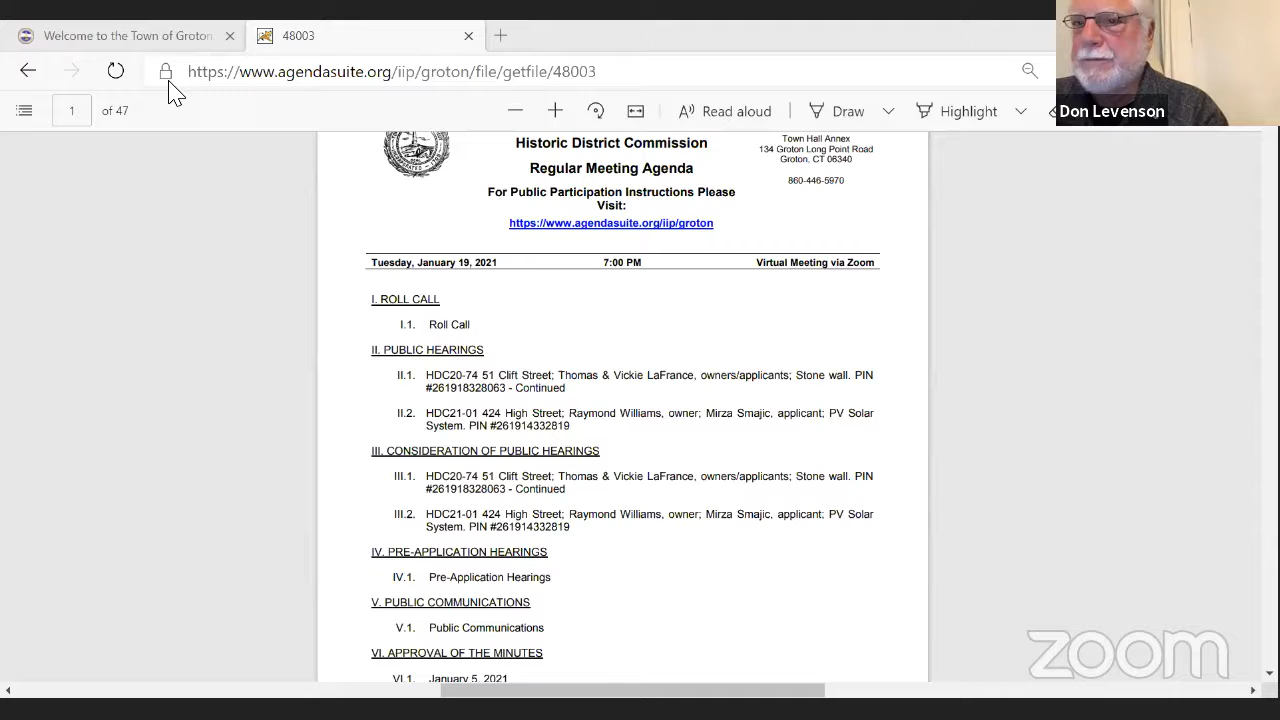 Welcome to the Town of Groton
48003
https://www.agendasuite.org/iip/groton/file/getfile/48003
1 of 47
Read aloud
Draw
Highlight
Don Levenson
Historic District Commission
Regular Meeting Agenda
For Public Participation Instructions Please
Visit:
https://www.agendasuite.org/iip/groton
Town Hall Annex
134 Groton Long Point Road
Groton, CT 06340
860-446-5970
Tuesday, January 19, 2021 7:00 PM Virtual Meeting via Zoom
I. ROLL CALL
I.1. Roll Call
II. PUBLIC HEARINGS
II.1. HDC20-74 51 Clift Street; Thomas & Vickie LaFrance, owners/applicants; Stone wall. PIN
#261918328063 - Continued
II.2. HDC21-01 424 High Street; Raymond Williams, owner; Mirza Smajic, applicant; PV Solar
System. PIN #261914332819
III. CONSIDERATION OF PUBLIC HEARINGS
III.1. HDC20-74 51 Clift Street; Thomas & Vickie LaFrance, owners/applicants; Stone wall. PIN
#261918328063 - Continued
III.2. HDC21-01 424 High Street; Raymond Williams, owner; Mirza Smajic, applicant; PV Solar
System. PIN #261914332819
IV. PRE-APPLICATION HEARINGS
IV.1. Pre-Application Hearings
V. PUBLIC COMMUNICATIONS
V.1. Public Communications
VI. APPROVAL OF THE MINUTES
VI.1. January 5, 2021
zoom